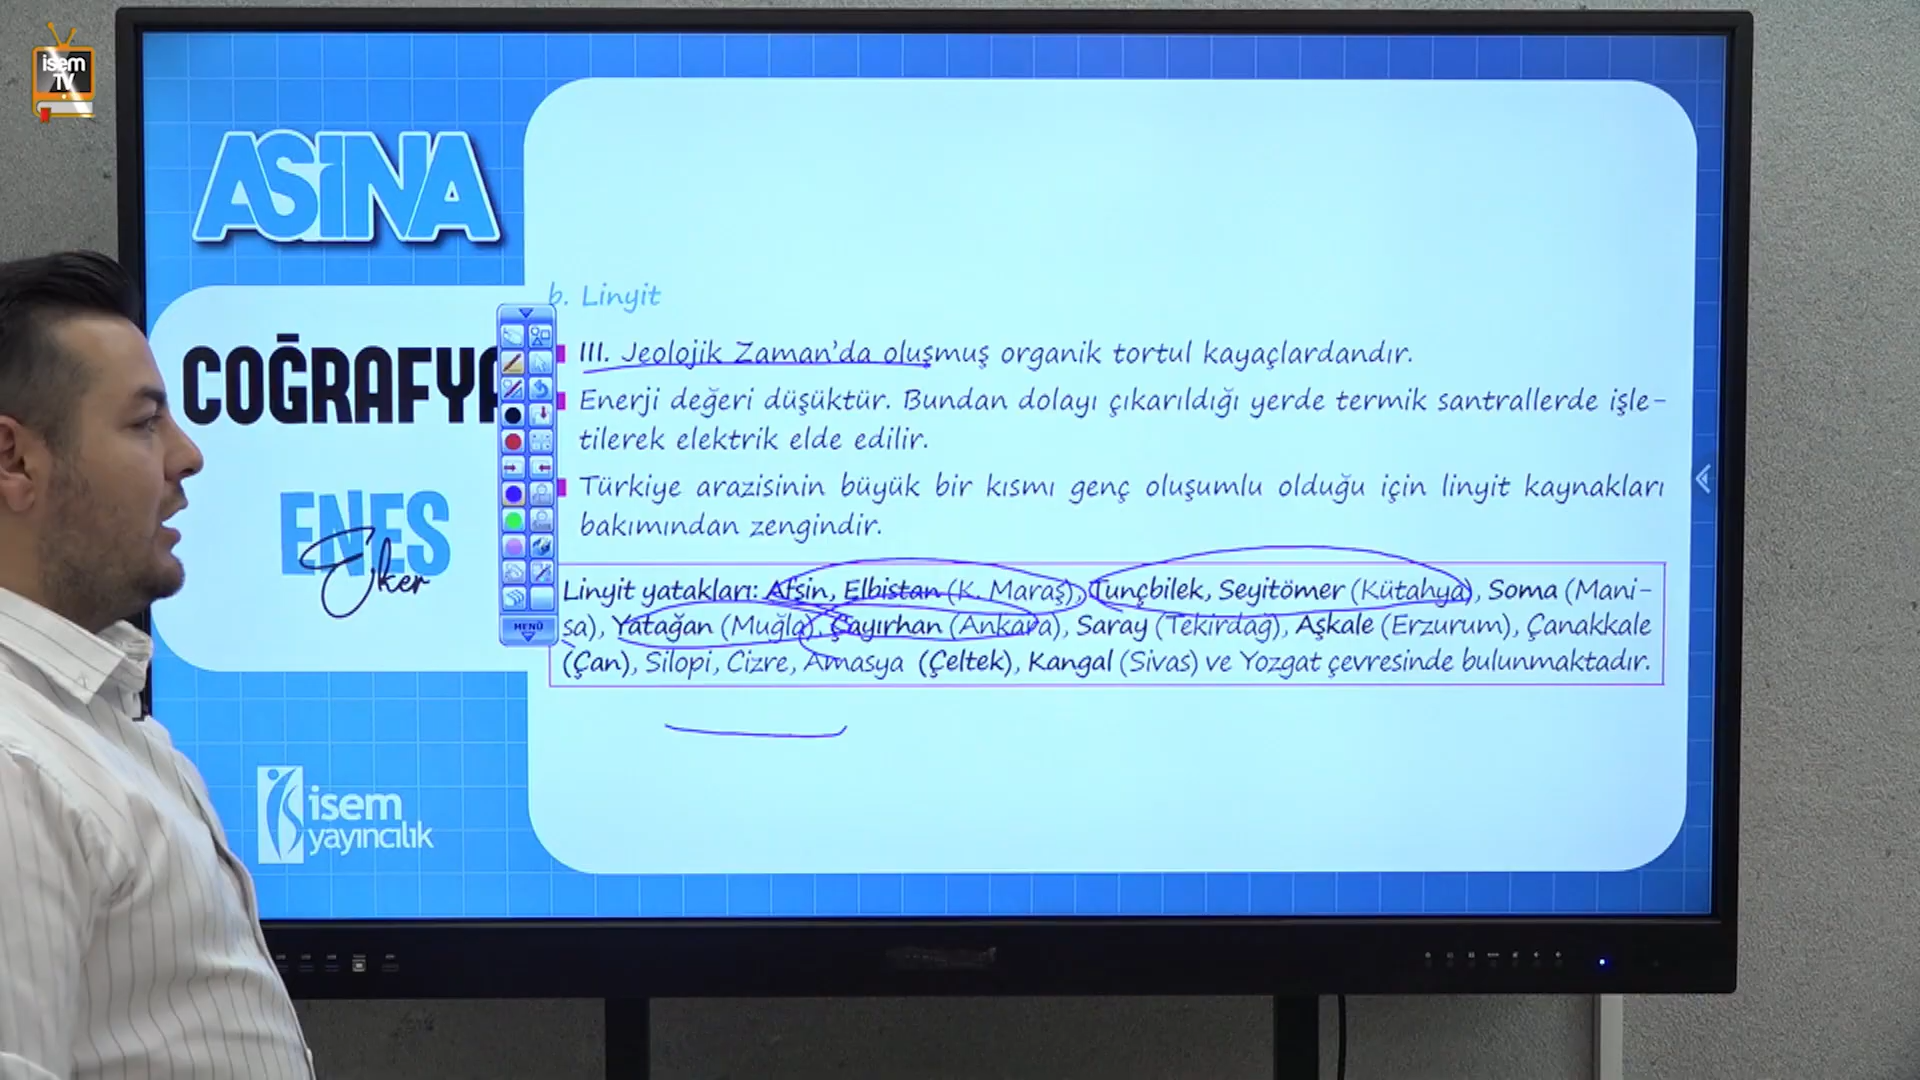 isem
TV
ASiNA
COĞRAFYA
ENES
Eker
isem
yayıncılık
MENÜ
b. Linyit
III. Jeolojik Zaman'da oluşmuş organik tortul kayaçlardandır.
Enerji değeri düşüktür. Bundan dolayı çıkarıldığı yerde termik santrallerde işle-
tilerek elektrik elde edilir.
Türkiye arazisinin büyük bir kısmı genç oluşumlu olduğu için linyit kaynakları
bakımından zengindir.
Linyit yatakları: Afşin, Elbistan (K. Maraş), Tunçbilek, Seyitömer (Kütahya), Soma (Mani-
sa), Yatağan (Muğla), Çayırhan (Ankara), Saray (Tekirdağ), Aşkale (Erzurum), Çanakkale
(Çan), Silopi, Cizre, Amasya (Çeltek), Kangal (Sivas) ve Yozgat çevresinde bulunmaktadır.